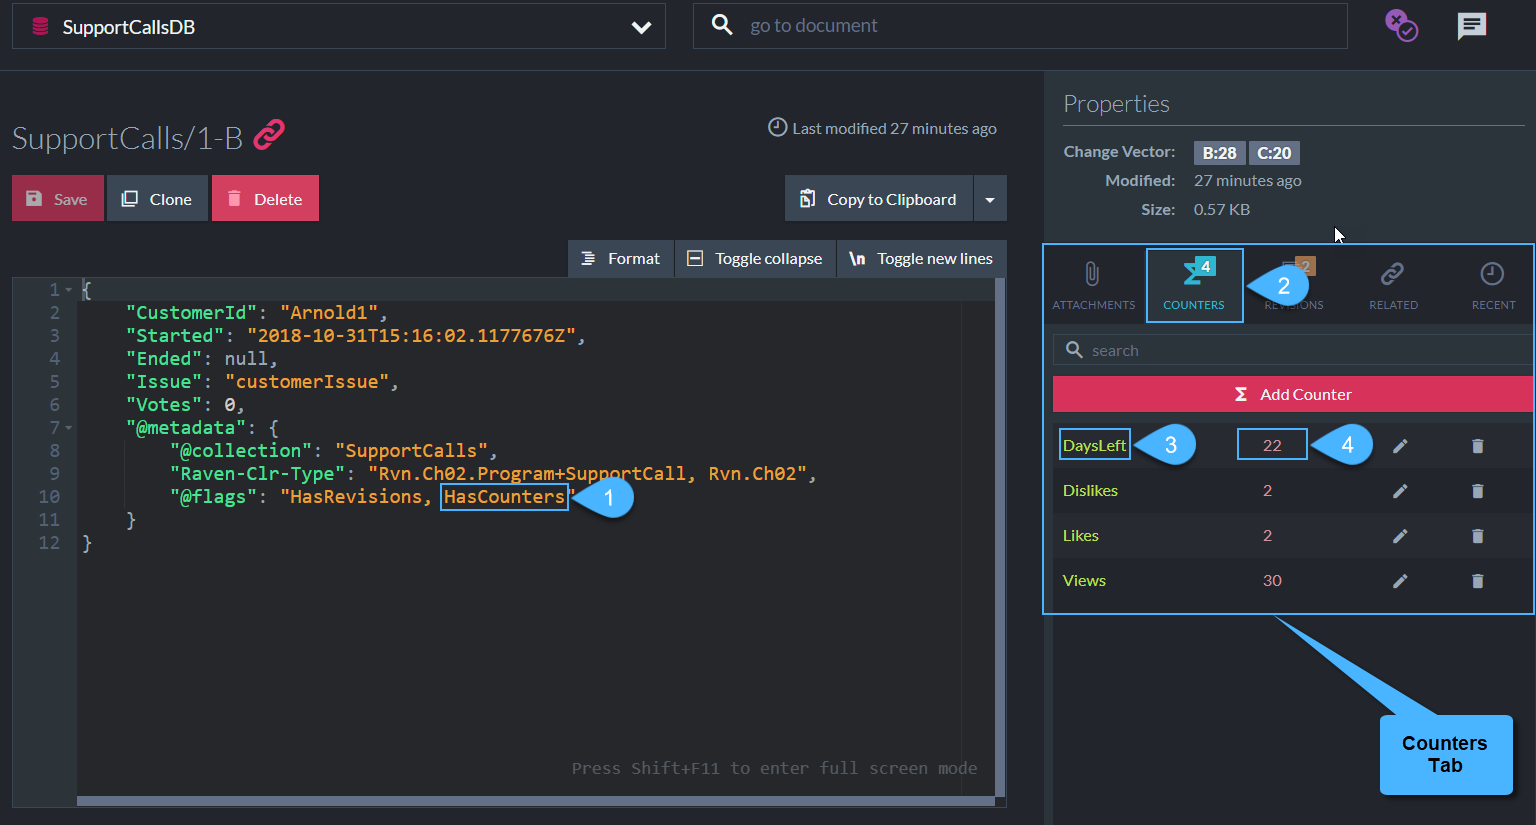 SupportCallsDB
go to document
SupportCalls/1-B
Last modified 27 minutes ago
Save
Clone
Delete
Copy to Clipboard
Format
Toggle collapse
\n Toggle new lines
1 {
2 "CustomerId": "Arnold1",
3 "Started": "2018-10-31T15:16:02.1177676Z",
4 "Ended": null,
5 "Issue": "customerIssue",
6 "Votes": 0,
7 "@metadata": {
8 "@collection": "SupportCalls",
9 "Raven-Clr-Type": "Rvn.Ch02.Program+SupportCall, Rvn.Ch02",
10 "@flags": "HasRevisions, HasCounters"
1
11 }
12 }
Press Shift+F11 to enter full screen mode
Properties
Change Vector: B:28 C:20
Modified: 27 minutes ago
Size: 0.57 KB
ATTACHMENTS
4
COUNTERS
2
2
REVISIONS
RELATED
RECENT
search
Σ Add Counter
DaysLeft 3 22 4
Dislikes 2
Likes 2
Views 30
Counters
Tab